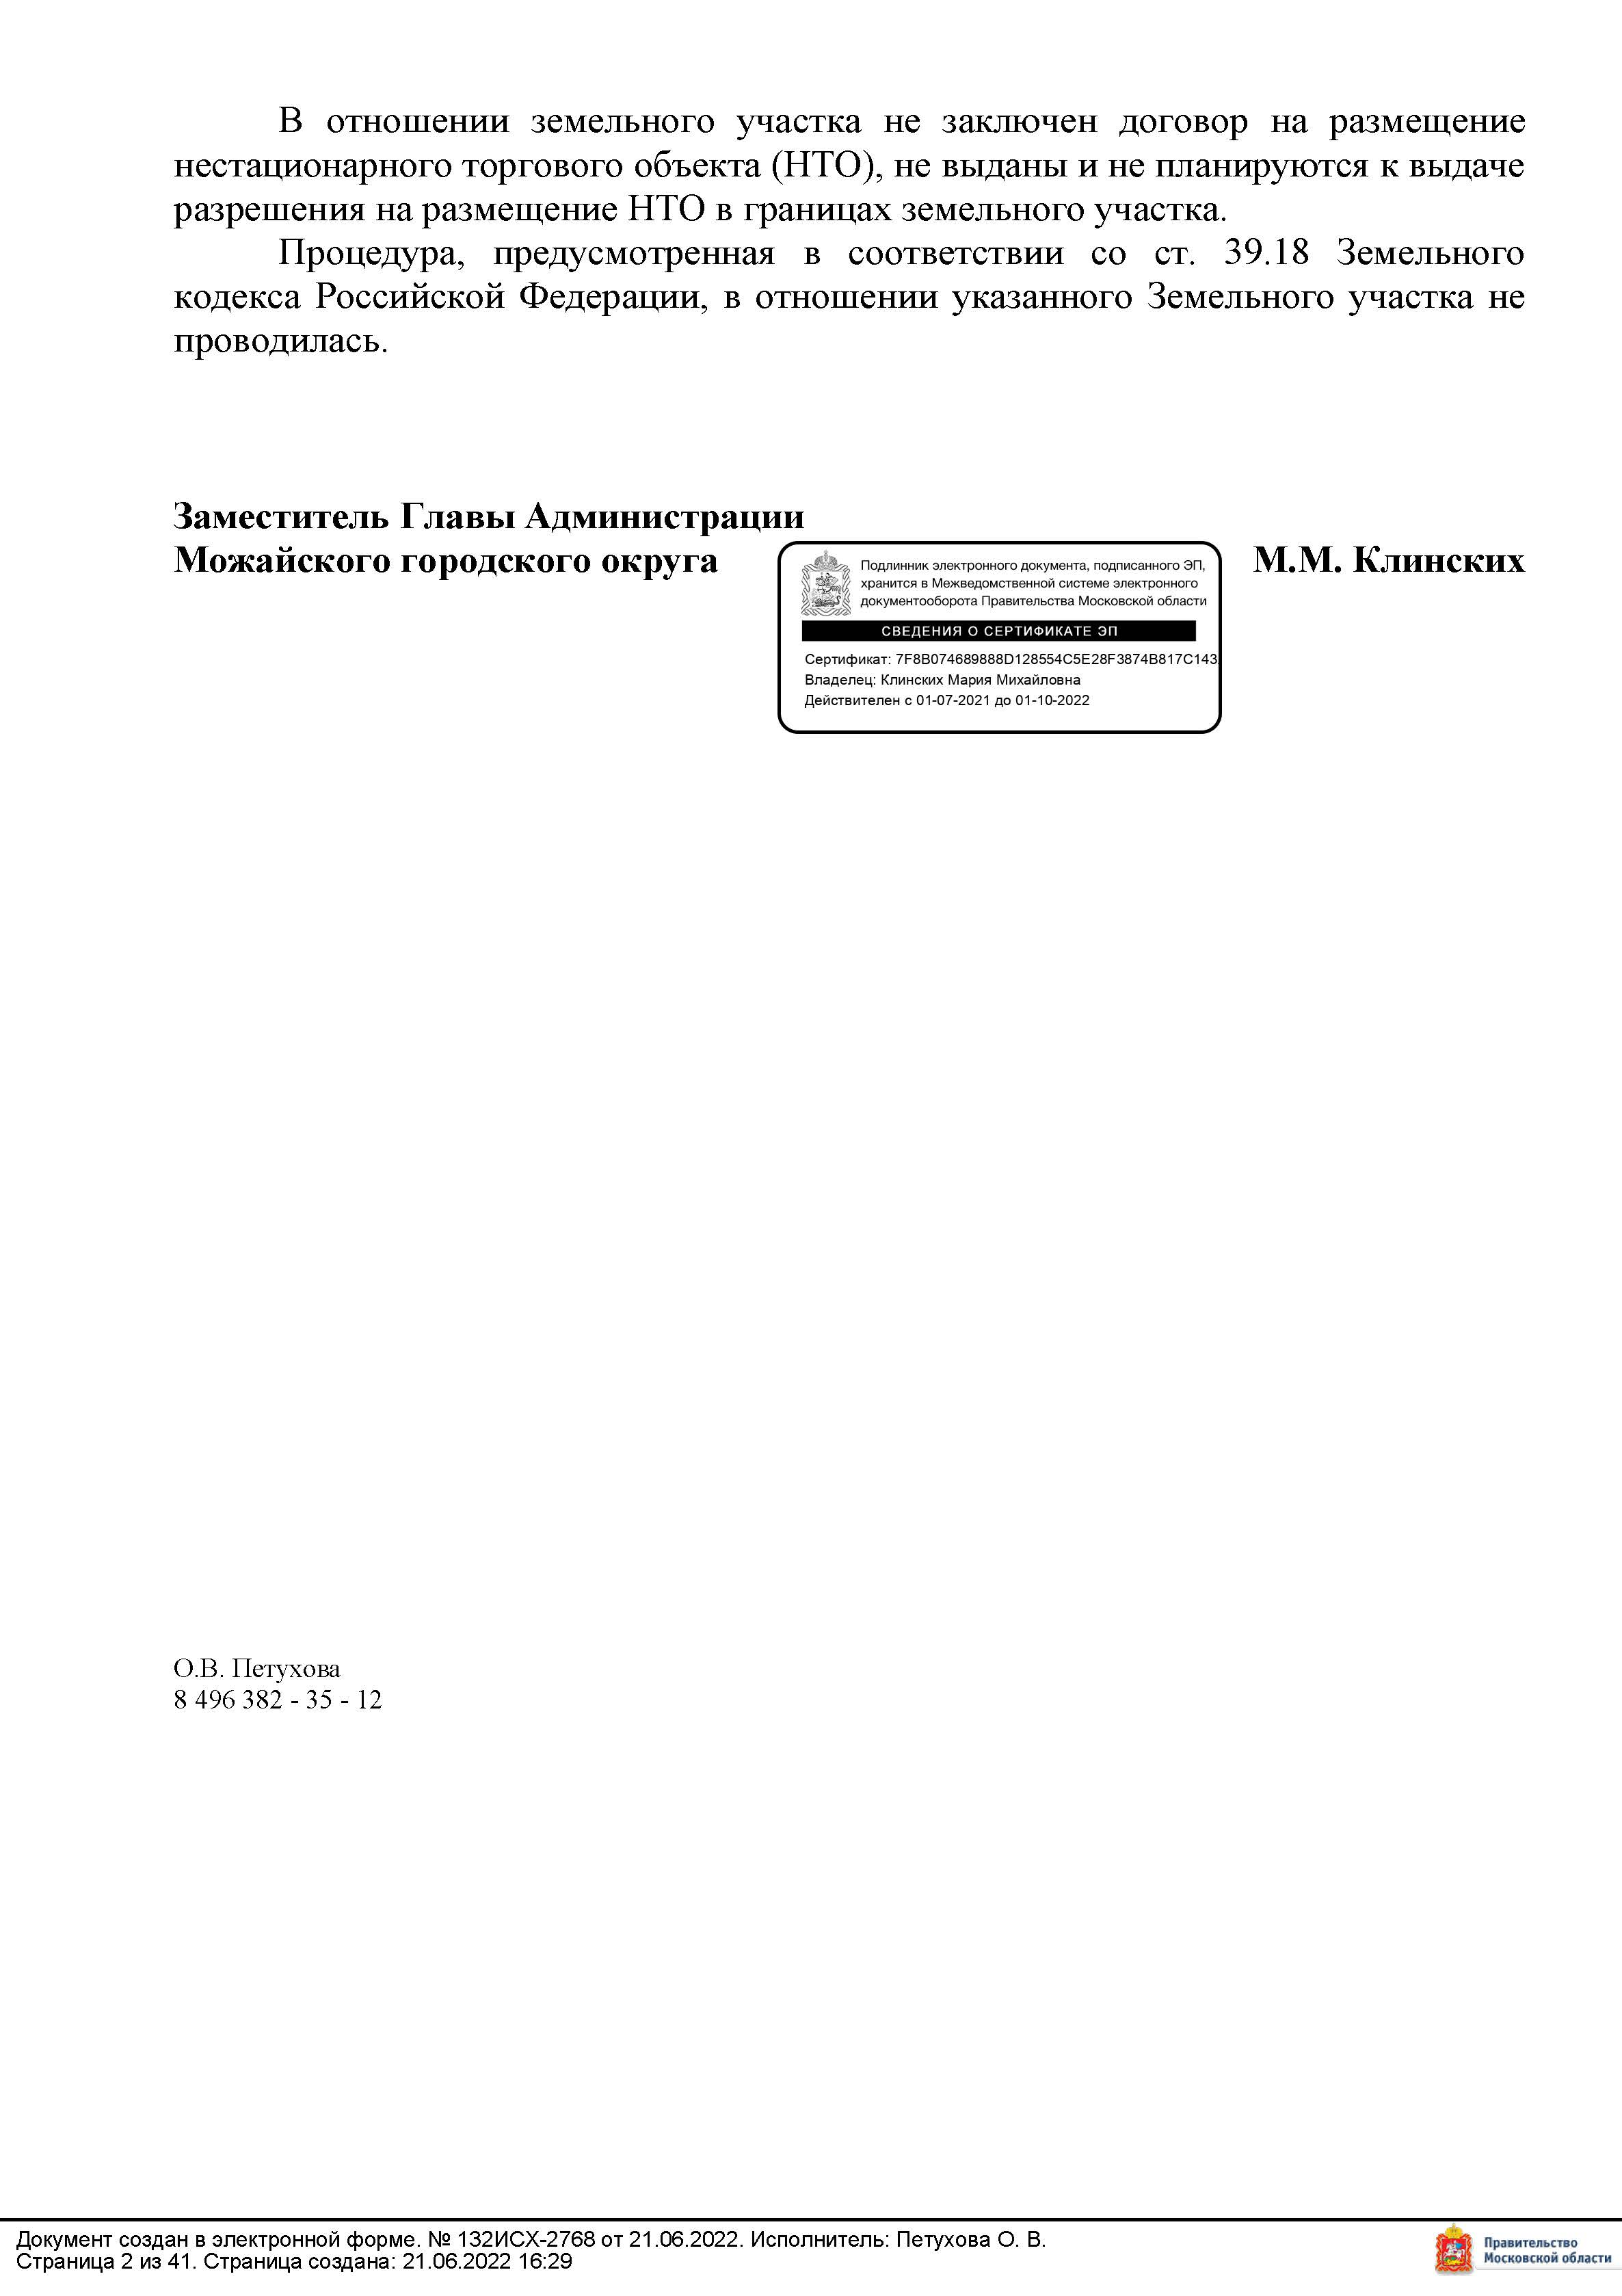 В отношении земельного участка не заключен договор на размещение
нестационарного торгового объекта (НТО), не выданы и не планируются к выдаче
разрешения на размещение НТО в границах земельного участка.
Процедура, предусмотренная в соответствии со ст. 39.18 Земельного
кодекса Российской Федерации, в отношении указанного Земельного участка не
проводилась.
Заместитель Главы Администрации
Можайского городского округа М.М. Клинских
Подлинник электронного документа, подписанного ЭП,
хранится в Межведомственной системе электронного
документооборота Правительства Московской области
СВЕДЕНИЯ О СЕРТИФИКАТЕ ЭП
Сертификат: 7F8B074689888D128554C5E28F3874B817C143
Владелец: Клинских Мария Михайловна
Действителен с 01-07-2021 до 01-10-2022
О.В. Петухова
8 496 382 - 35 - 12
Документ создан в электронной форме. № 132ИСХ-2768 от 21.06.2022. Исполнитель: Петухова О. В.
Страница 2 из 41. Страница создана: 21.06.2022 16:29
Правительство
Московской области